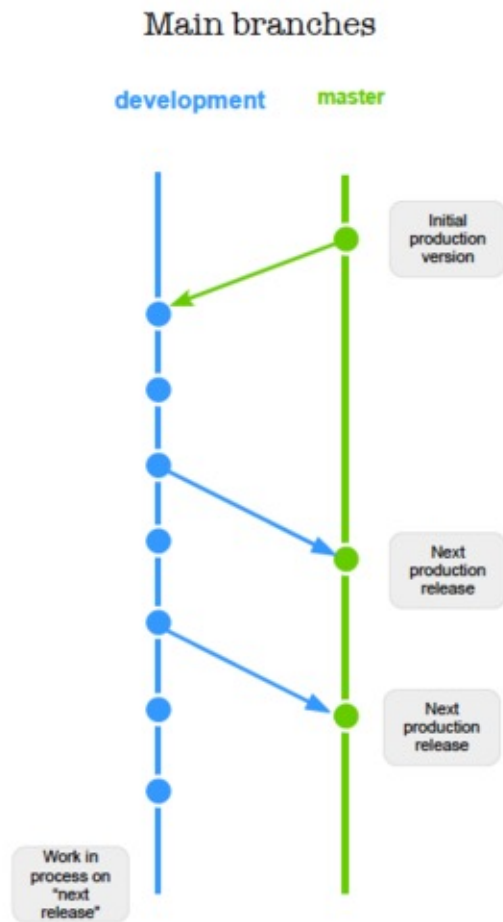 Main branches
development
master
Initial
production
version
Next
production
release
Next
production
release
Work in
process on
"next
release"